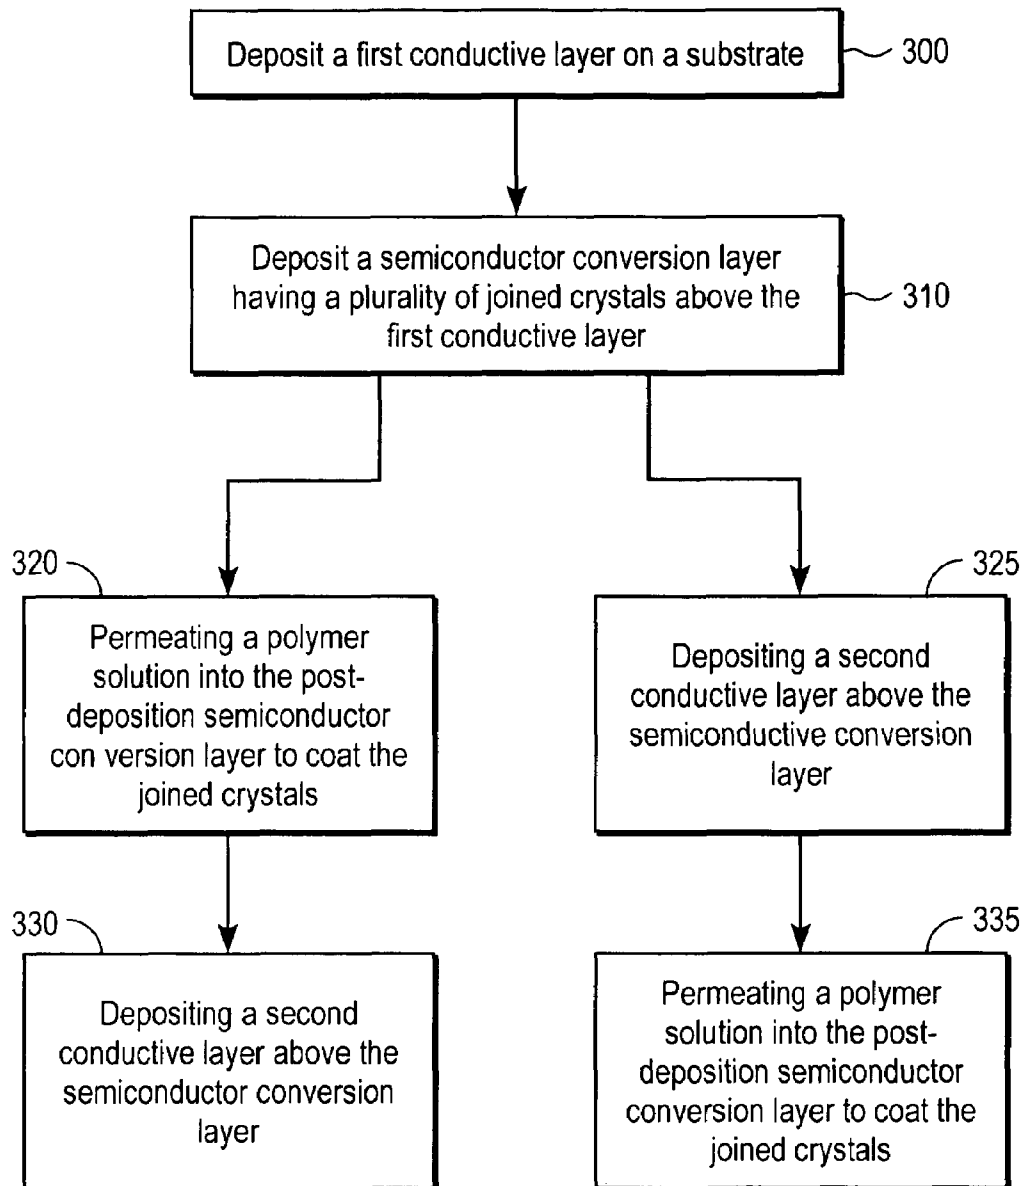 Deposit a first conductive layer on a substrate
300
Deposit a semiconductor conversion layer
having a plurality of joined crystals above the
first conductive layer
310
320
Permeating a polymer
solution into the post-
deposition semiconductor
con version layer to coat the
joined crystals
325
Depositing a second
conductive layer above the
semiconductive conversion
layer
330
Depositing a second
conductive layer above the
semiconductor conversion
layer
335
Permeating a polymer
solution into the post-
deposition semiconductor
conversion layer to coat the
joined crystals